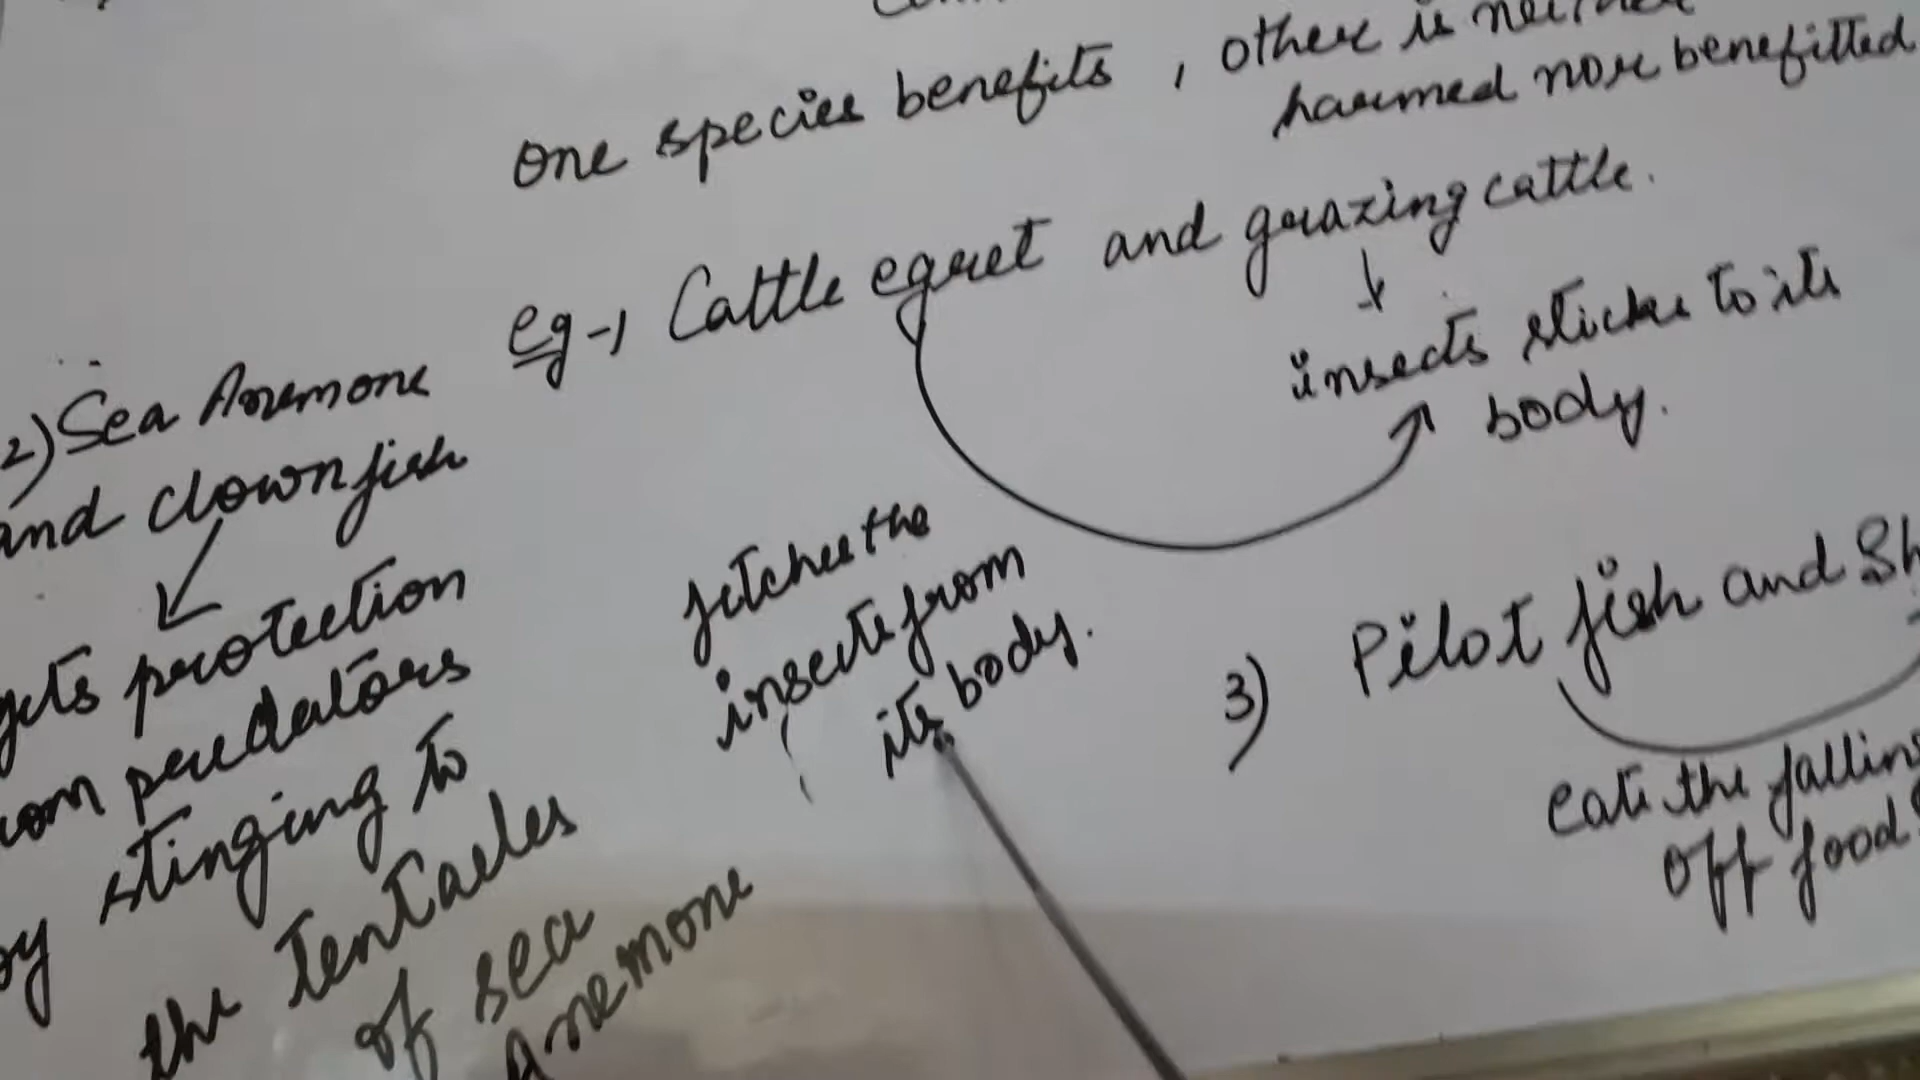 one species benefits, other is neither
harmed nor benefitted
eg-1 Cattle egret and grazing cattle.
insects sticks to its
body.
fetches the
insects from
its body.
2) Sea Anemone
and clownfish
gets protection
from predators
by stinging to
the tentacles
of sea
Anemone
3) Pilot fish and Sh
eats the falling
off food